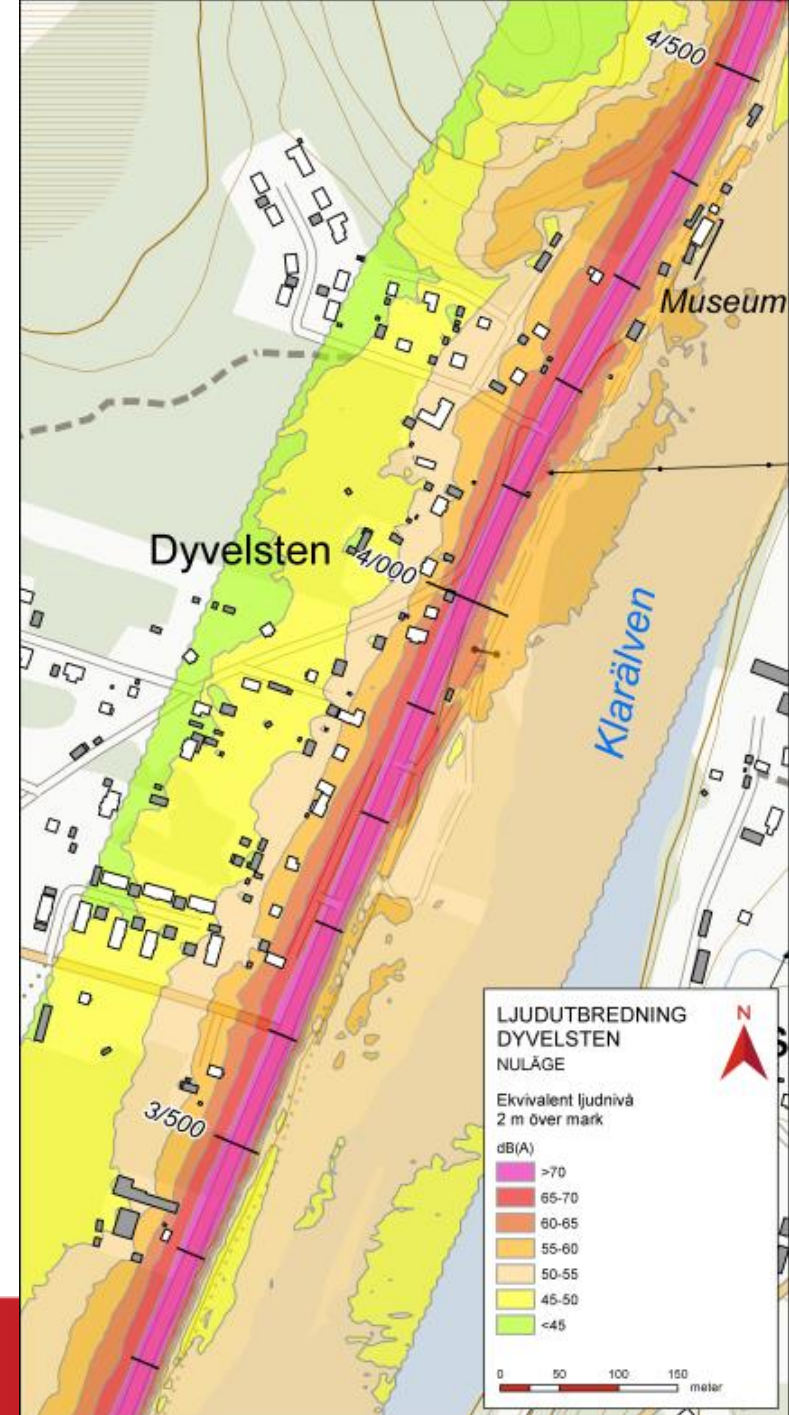 4/500
Museum
Dyvelsten
4/000
Klarälven
3/500
LJUDUTBREDNING
DYVELSTEN
NULÄGE
N
Ekvivalent ljudnivå
2 m över mark
dB(A)
>70
65-70
60-65
55-60
50-55
45-50
<45
0 50 100 150
meter